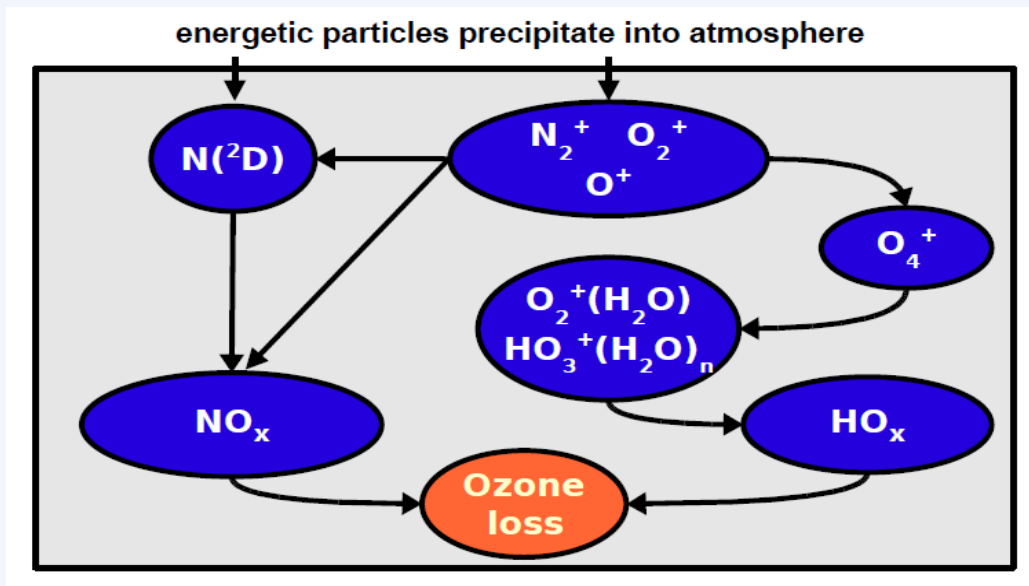 energetic particles precipitate into atmosphere
N(²D)
N₂⁺ O₂⁺
O⁺
O₄⁺
O₂⁺(H₂O)
HO₃⁺(H₂O)ₙ
NOₓ
HOₓ
Ozone
loss